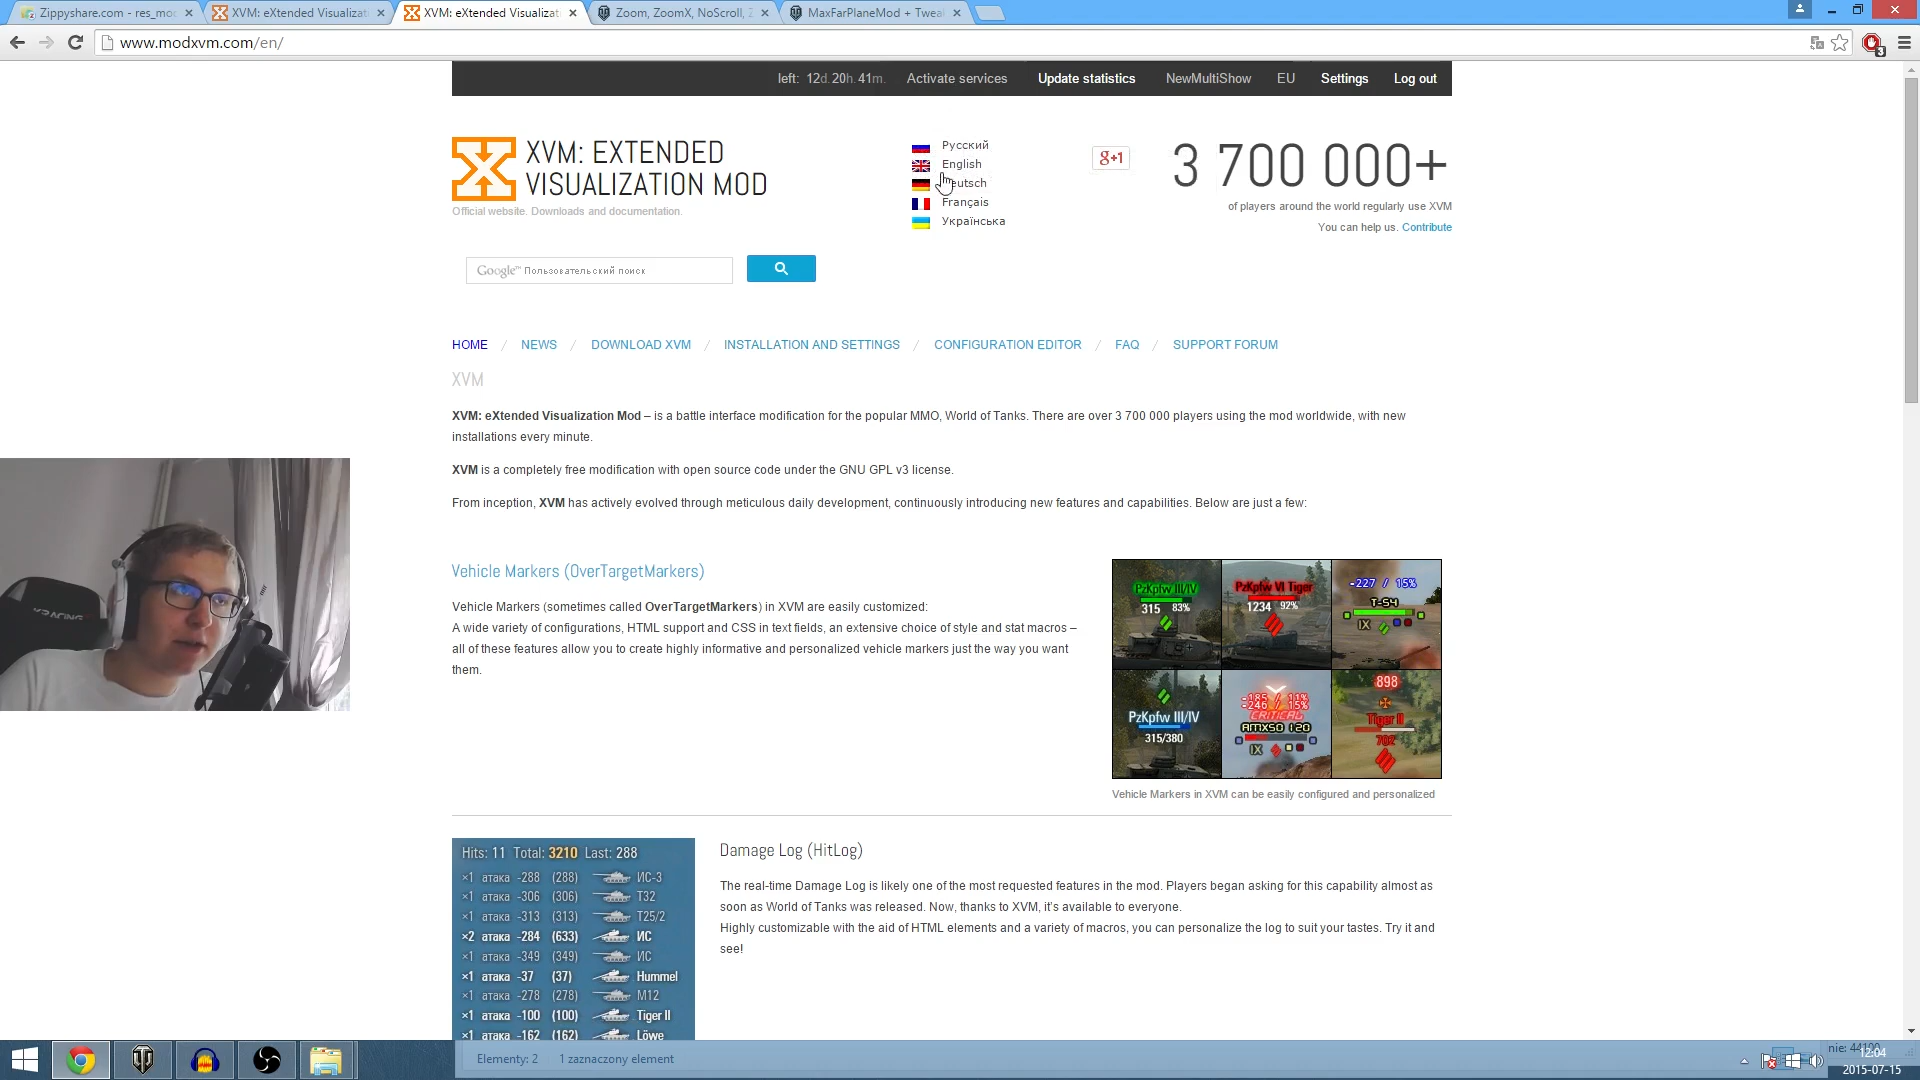 Zippyshare.com - res_mo
XVM: eXtended Visualizat
XVM: eXtended Visualizat
Zoom, ZoomX, NoScroll, Z
MaxFarPlaneMod + Tweak
www.modxvm.com/en/
3
left: 12d. 20h. 41m.
Activate services
Update statistics
NewMultiShow
EU
Settings
Log out
XVM: EXTENDED
VISUALIZATION MOD
Official website. Downloads and documentation.
Русский
English
Deutsch
Français
Українська
g+1
3 700 000+
of players around the world regularly use XVM
You can help us. Contribute
Google™ Пользовательский поиск
HOME / NEWS / DOWNLOAD XVM / INSTALLATION AND SETTINGS / CONFIGURATION EDITOR / FAQ / SUPPORT FORUM
XVM
XVM: eXtended Visualization Mod – is a battle interface modification for the popular MMO, World of Tanks. There are over 3 700 000 players using the mod worldwide, with new
installations every minute.
XVM is a completely free modification with open source code under the GNU GPL v3 license.
From inception, XVM has actively evolved through meticulous daily development, continuously introducing new features and capabilities. Below are just a few:
Vehicle Markers (OverTargetMarkers)
Vehicle Markers (sometimes called OverTargetMarkers) in XVM are easily customized:
A wide variety of configurations, HTML support and CSS in text fields, an extensive choice of style and stat macros –
all of these features allow you to create highly informative and personalized vehicle markers just the way you want
them.
PzKpfw III/IV
315 83%
PzKpfw VI Tiger
1234 92%
-227 / 15%
T-54
IX
PzKpfw III/IV
315/380
-185 / 11%
-246 / 15%
CRITICAL
AMX50 120
IX
898
Tiger II
702
Vehicle Markers in XVM can be easily configured and personalized
Hits: 11 Total: 3210 Last: 288
×1 атака -288 (288) ИС-3
×1 атака -306 (306) T32
×1 атака -313 (313) T25/2
×2 атака -284 (633) ИС
×1 атака -349 (349) ИС
×1 атака -37 (37) Hummel
×1 атака -278 (278) M12
×1 атака -100 (100) Tiger II
×1 атака -162 (162) Löwe
Damage Log (HitLog)
The real-time Damage Log is likely one of the most requested features in the mod. Players began asking for this capability almost as
soon as World of Tanks was released. Now, thanks to XVM, it's available to everyone.
Highly customizable with the aid of HTML elements and a variety of macros, you can personalize the log to suit your tastes. Try it and
see!
Elementy: 2 1 zaznaczony element
12:04
2015-07-15